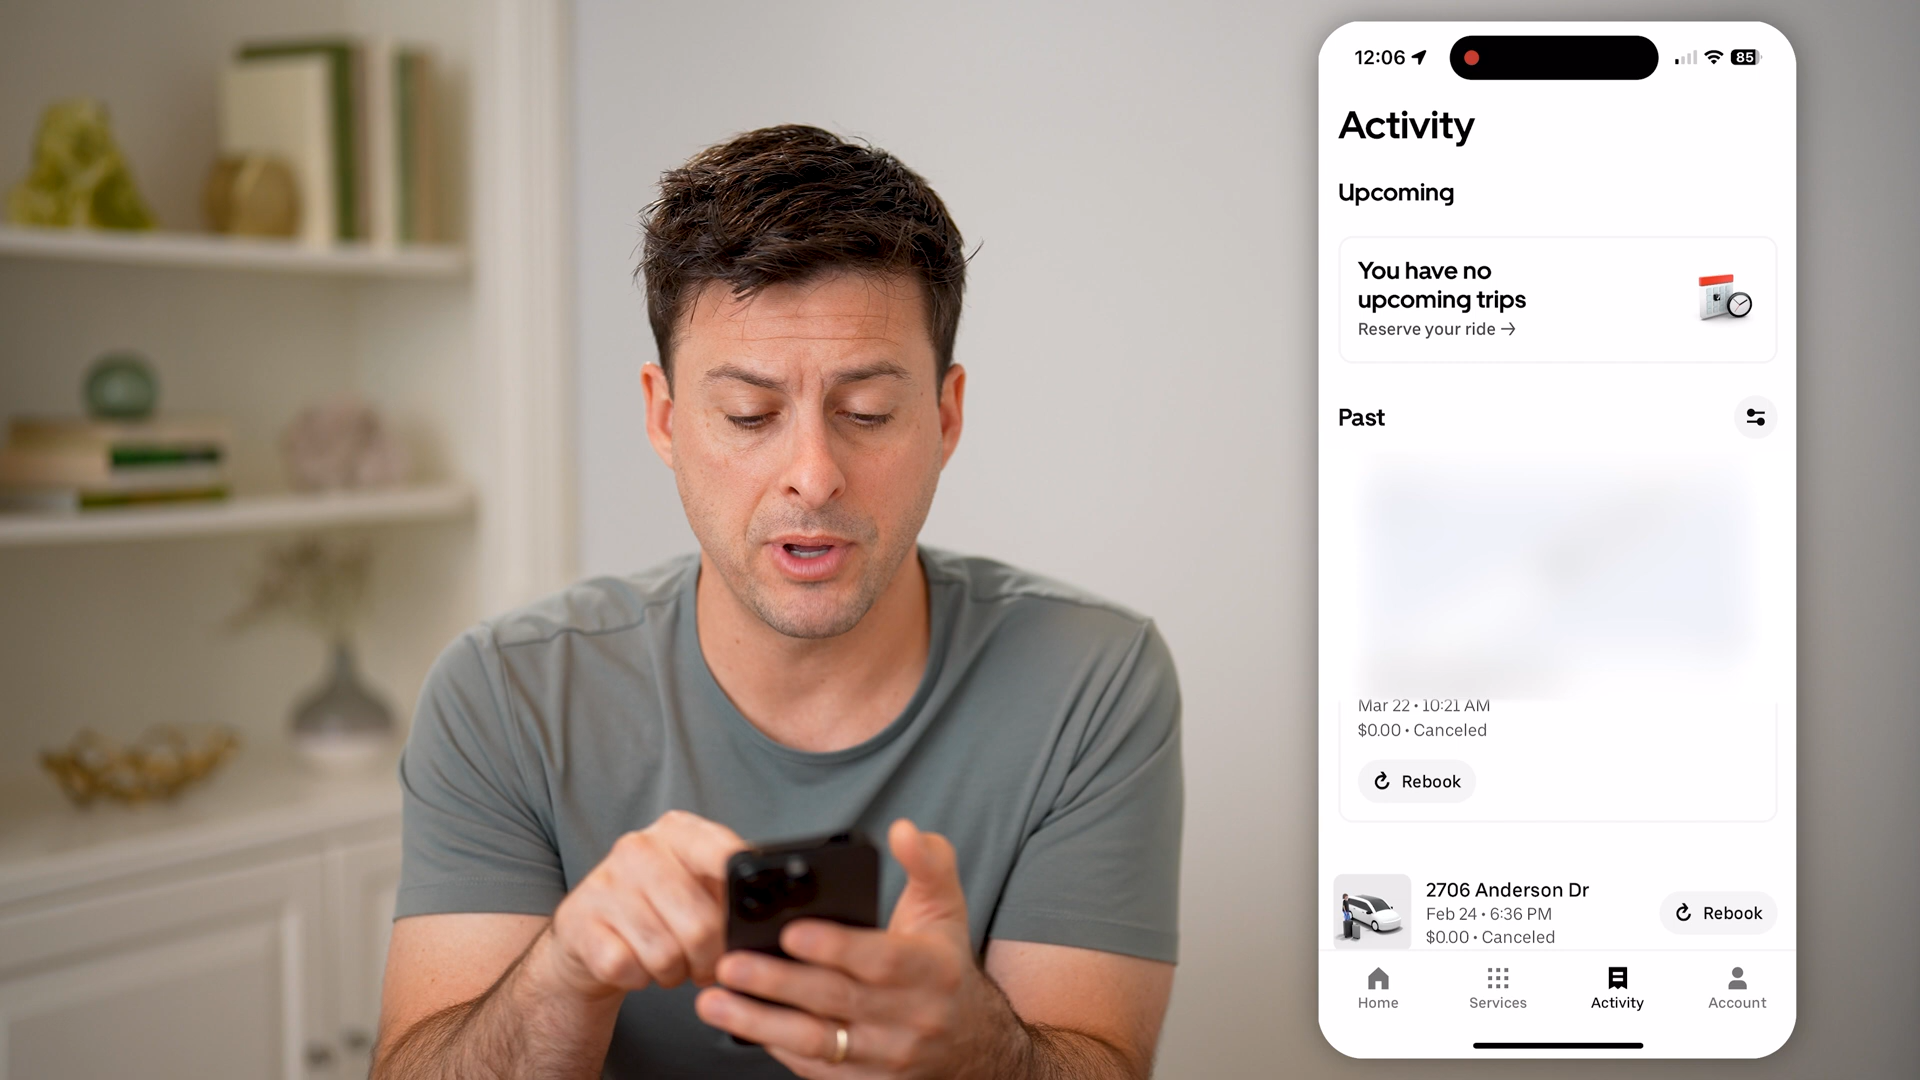 12:06
85
Activity
Upcoming
You have no
upcoming trips
Reserve your ride →
Past
Mar 22 • 10:21 AM
$0.00 • Canceled
Rebook
2706 Anderson Dr
Feb 24 • 6:36 PM
$0.00 • Canceled
Rebook
Home
Services
Activity
Account